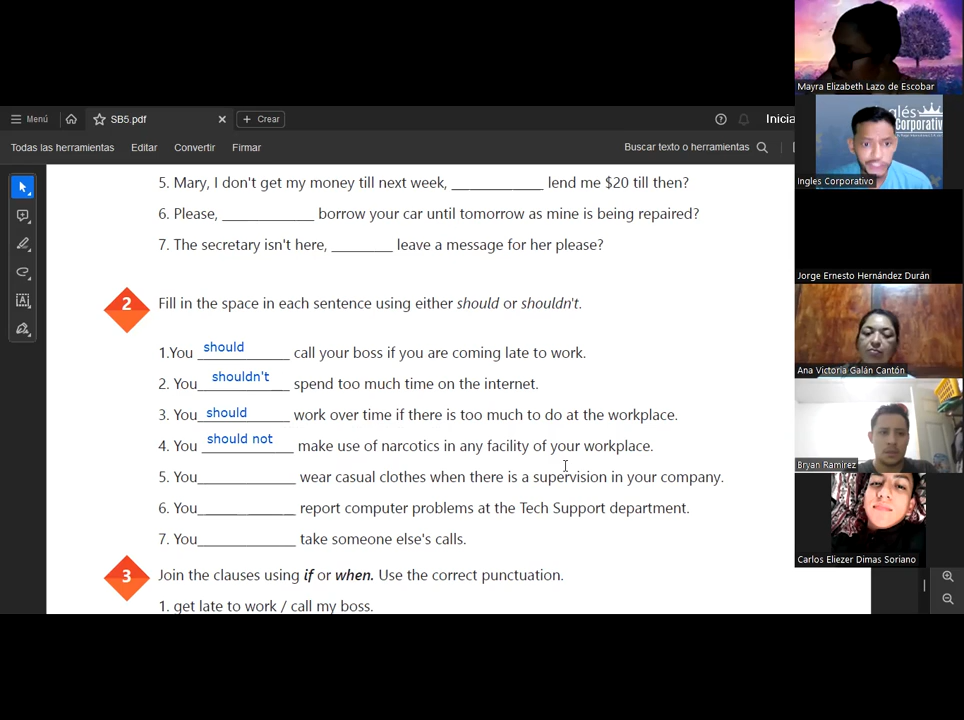 Mayra Elizabeth Lazo de Escobar
Menú
SB5.pdf
Crear
Inicia
Todas las herramientas
Editar
Convertir
Firmar
Buscar texto o herramientas
5. Mary, I don't get my money till next week, ___________ lend me $20 till then?
6. Please, ___________ borrow your car until tomorrow as mine is being repaired?
7. The secretary isn't here, _______ leave a message for her please?
2
Fill in the space in each sentence using either should or shouldn't.
1.You should call your boss if you are coming late to work.
2. You shouldn't spend too much time on the internet.
3. You should work over time if there is too much to do at the workplace.
4. You should not make use of narcotics in any facility of your workplace.
5. You____________ wear casual clothes when there is a supervision in your company.
6. You____________ report computer problems at the Tech Support department.
7. You____________ take someone else's calls.
3
Join the clauses using if or when. Use the correct punctuation.
1. get late to work / call my boss.
Ingles Corporativo
Jorge Ernesto Hernández Durán
Ana Victoria Galán Cantón
Bryan Ramirez
Carlos Eliezer Dimas Soriano